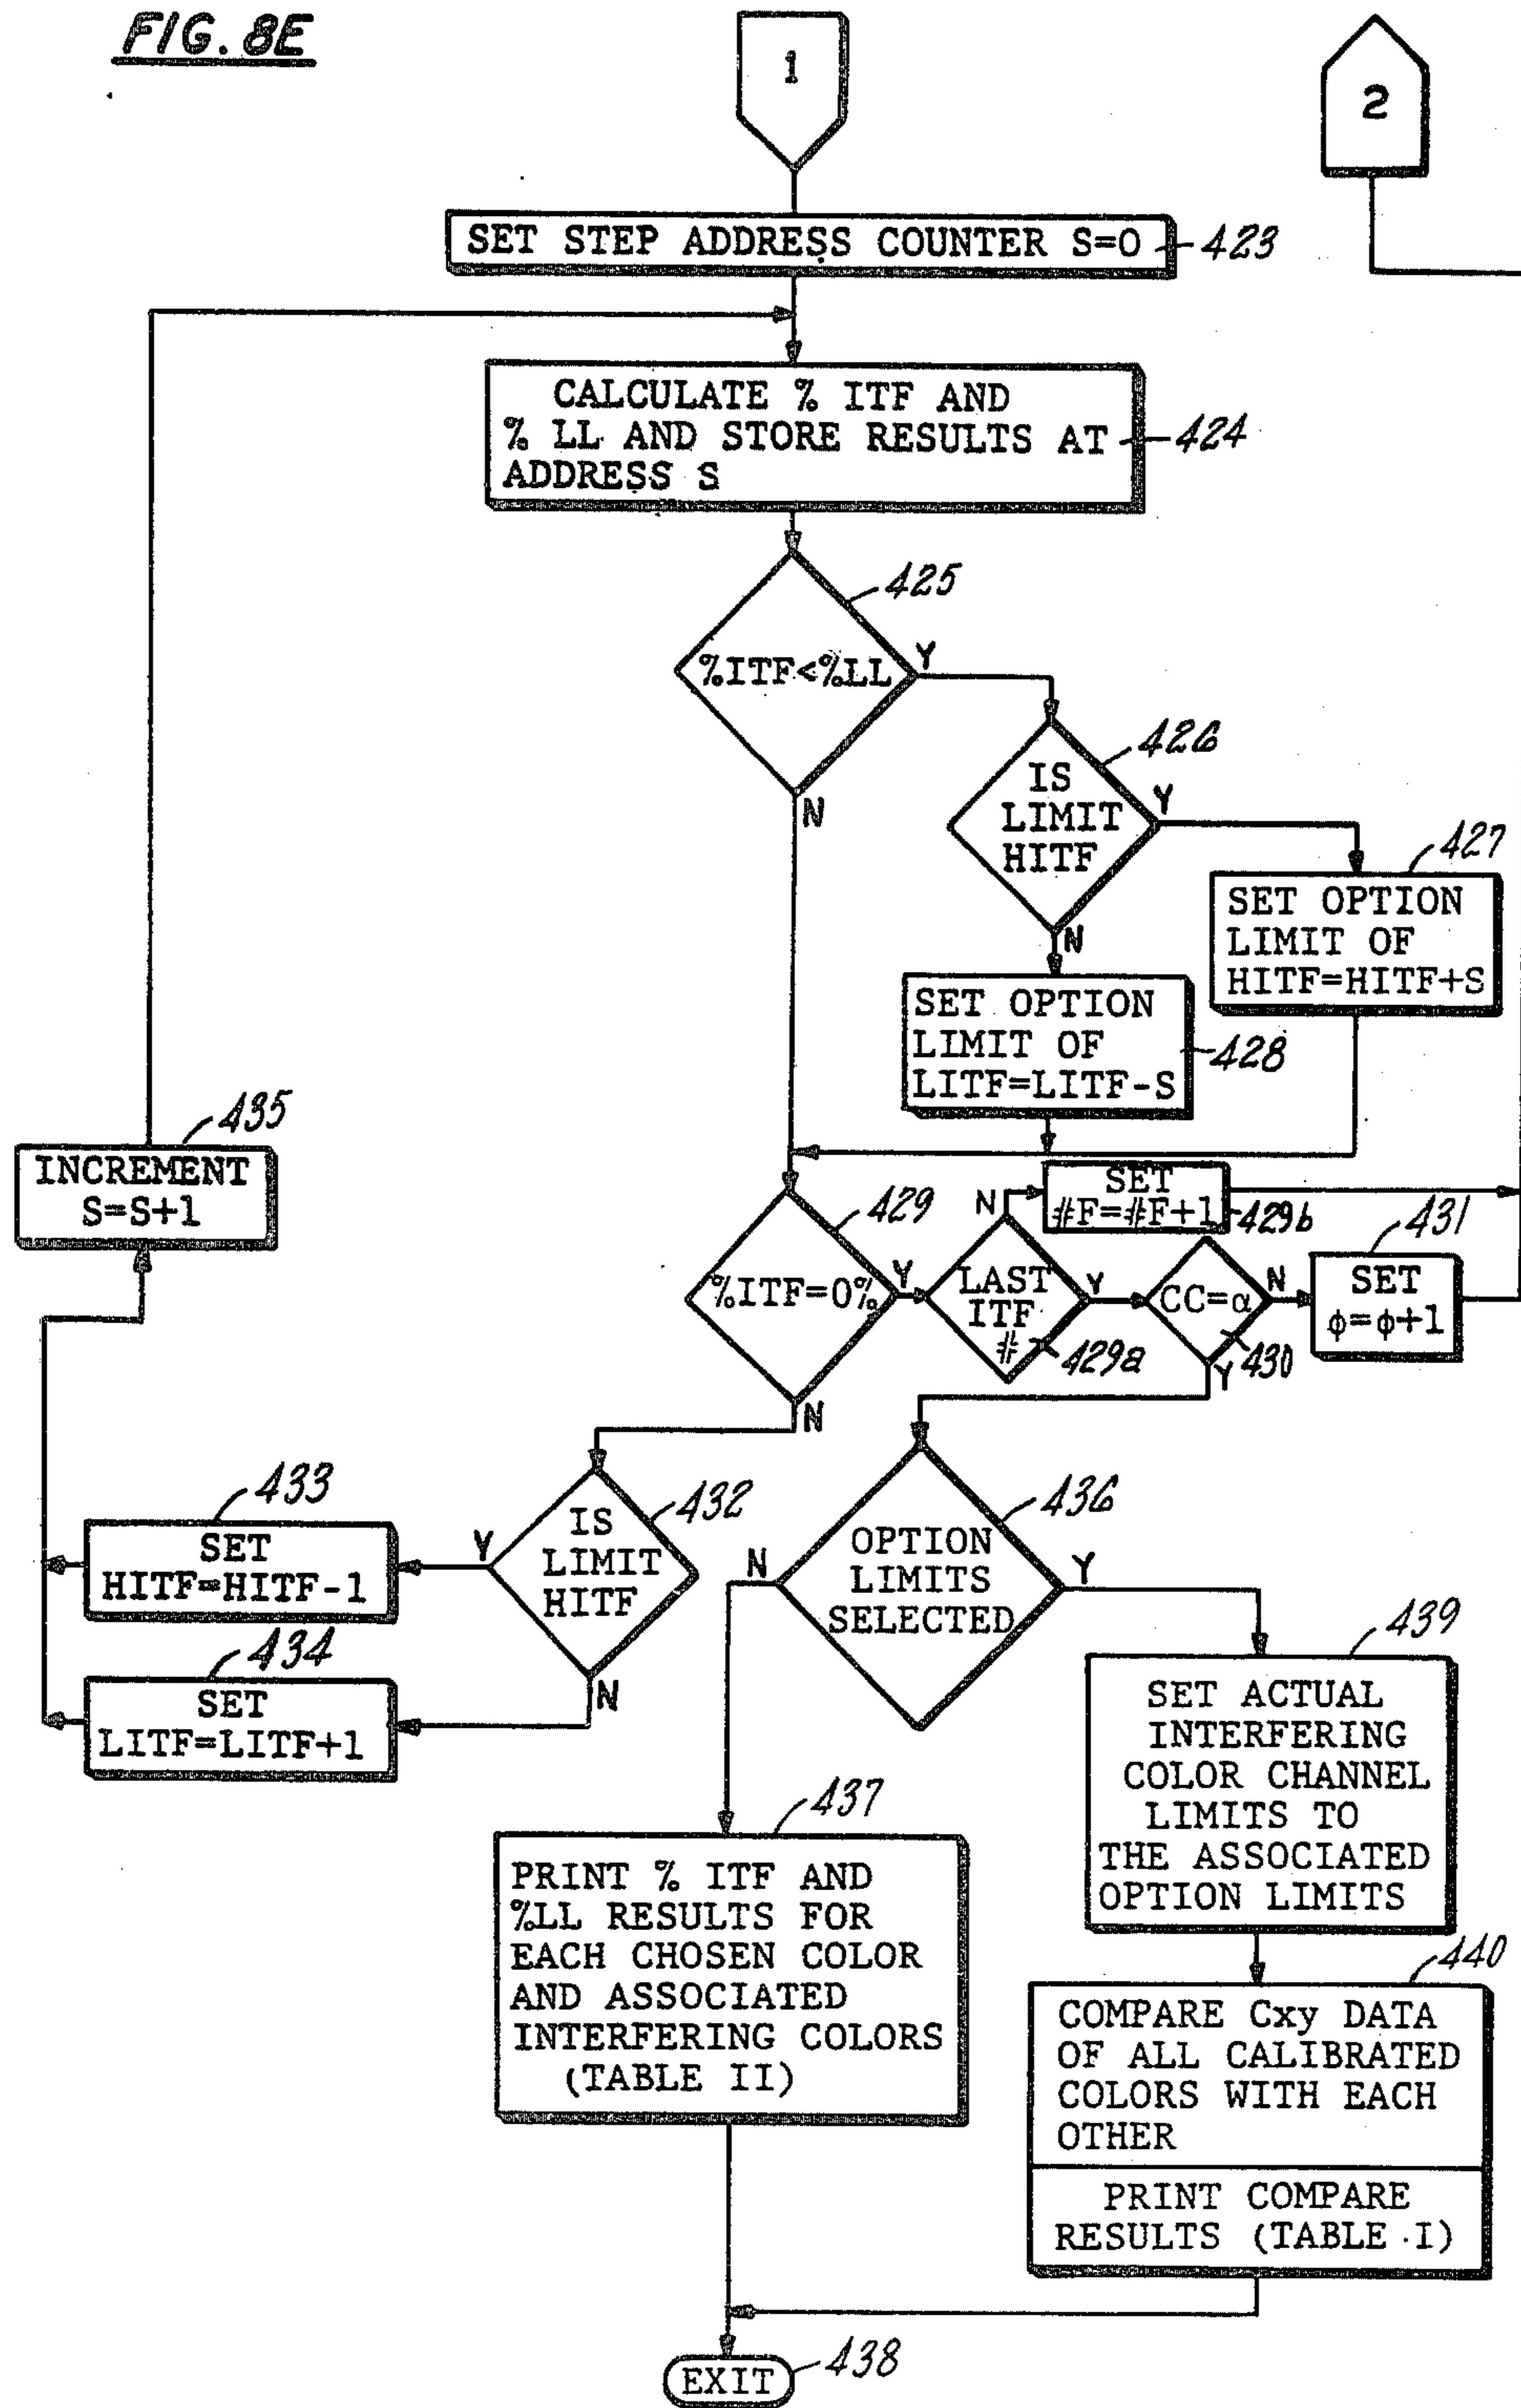 FIG. 8E
1
2
SET STEP ADDRESS COUNTER S=0
423
CALCULATE % ITF AND
% LL AND STORE RESULTS AT
ADDRESS S
424
425
%ITF<%LL
Y
N
426
IS
LIMIT
HITF
Y
N
427
SET OPTION
LIMIT OF
HITF=HITF+S
SET OPTION
LIMIT OF
LITF=LITF-S
428
435
INCREMENT
S=S+1
429
%ITF=0%
Y
N
N
SET
#F=#F+1
429b
LAST
ITF
#
429a
Y
CC=α
430
N
Y
431
SET
ϕ=ϕ+1
433
SET
HITF=HITF-1
432
IS
LIMIT
HITF
Y
N
434
SET
LITF=LITF+1
436
OPTION
LIMITS
SELECTED
N
Y
437
PRINT % ITF AND
%LL RESULTS FOR
EACH CHOSEN COLOR
AND ASSOCIATED
INTERFERING COLORS
(TABLE II)
439
SET ACTUAL
INTERFERING
COLOR CHANNEL
LIMITS TO
THE ASSOCIATED
OPTION LIMITS
440
COMPARE Cxy DATA
OF ALL CALIBRATED
COLORS WITH EACH
OTHER
PRINT COMPARE
RESULTS (TABLE I)
EXIT
438